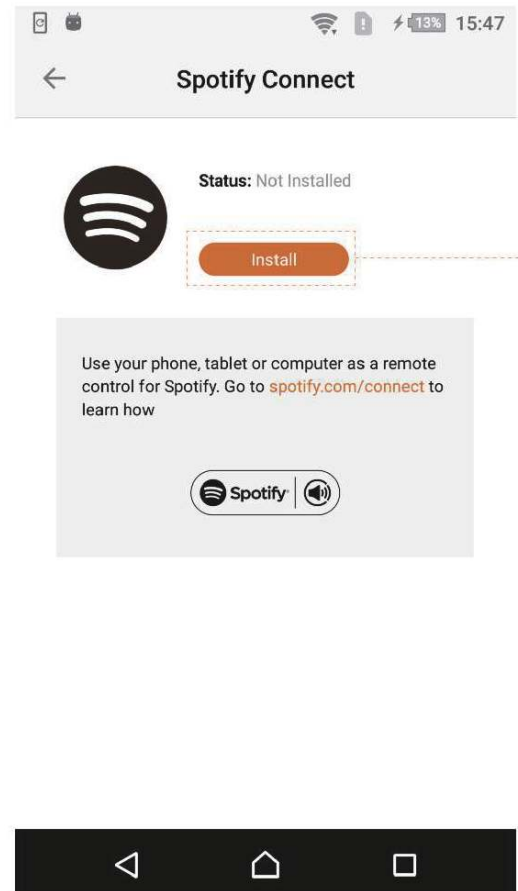 13% 15:47
Spotify Connect
Status: Not Installed
Install
Use your phone, tablet or computer as a remote
control for Spotify. Go to spotify.com/connect to
learn how
Spotify